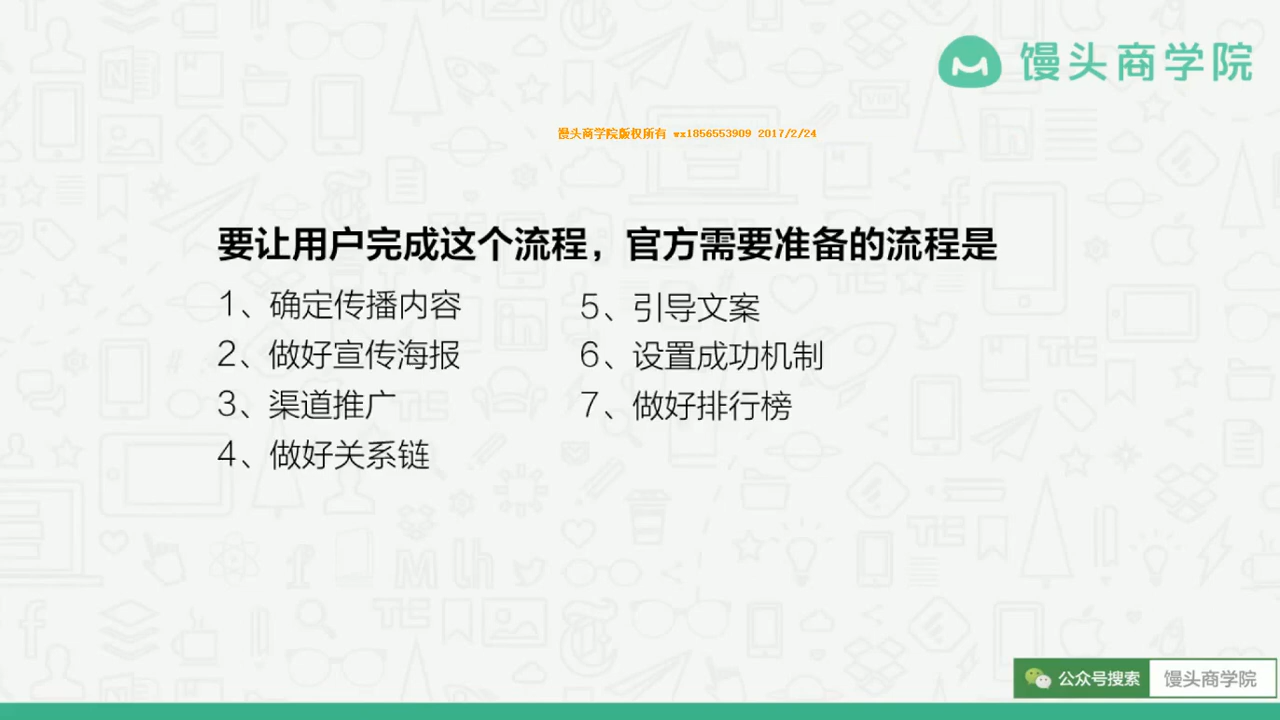 馒头商学院
馒头商学院版权所有 wx1856553909 2017/2/24
要让用户完成这个流程，官方需要准备的流程是
1、确定传播内容
2、做好宣传海报
3、渠道推广
4、做好关系链
5、引导文案
6、设置成功机制
7、做好排行榜
公众号搜索 馒头商学院